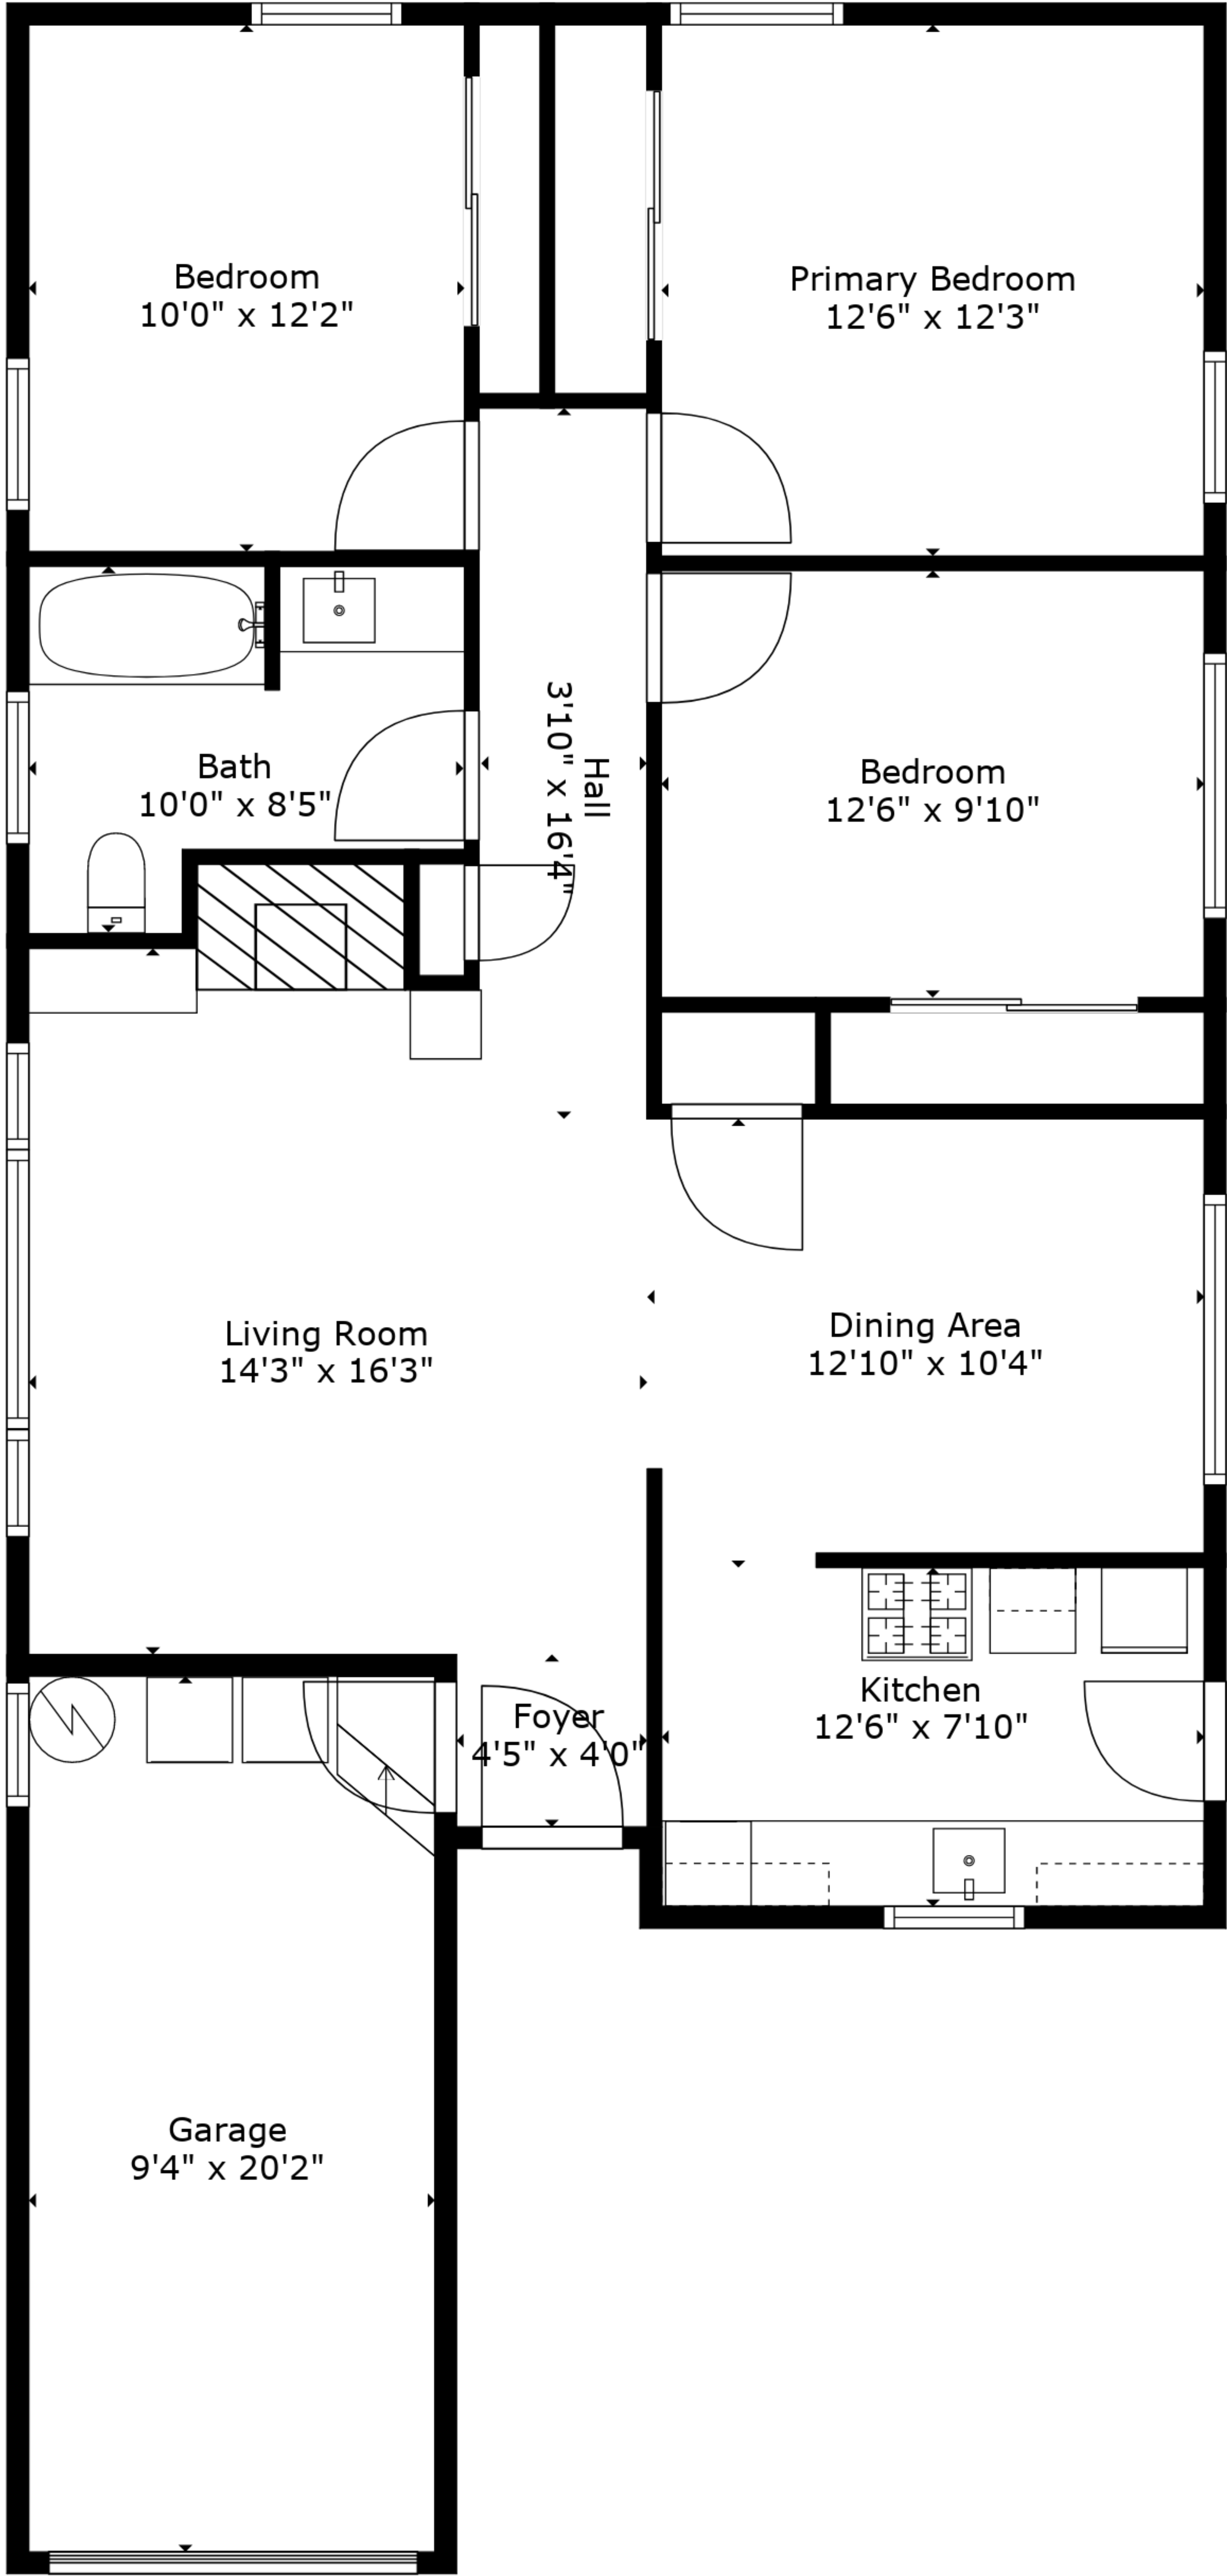 Bedroom
10'0" x 12'2"
Primary Bedroom
12'6" x 12'3"
Bath
10'0" x 8'5"
Hall
3'10" x 16'4"
Bedroom
12'6" x 9'10"
Living Room
14'3" x 16'3"
Dining Area
12'10" x 10'4"
Foyer
4'5" x 4'0"
Kitchen
12'6" x 7'10"
Garage
9'4" x 20'2"